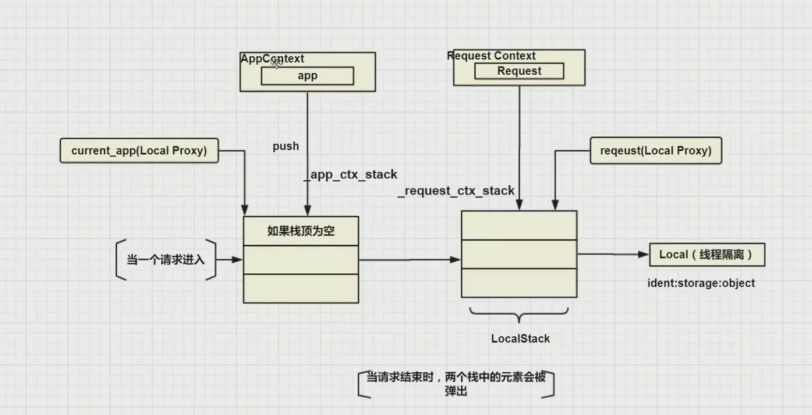 AppContext
app
Request Context
Request
current_app(Local Proxy)
push
_app_ctx_stack
_request_ctx_stack
reqeust(Local Proxy)
如果栈顶为空
当一个请求进入
Local（线程隔离）
ident:storage:object
LocalStack
当请求结束时，两个栈中的元素会被
弹出